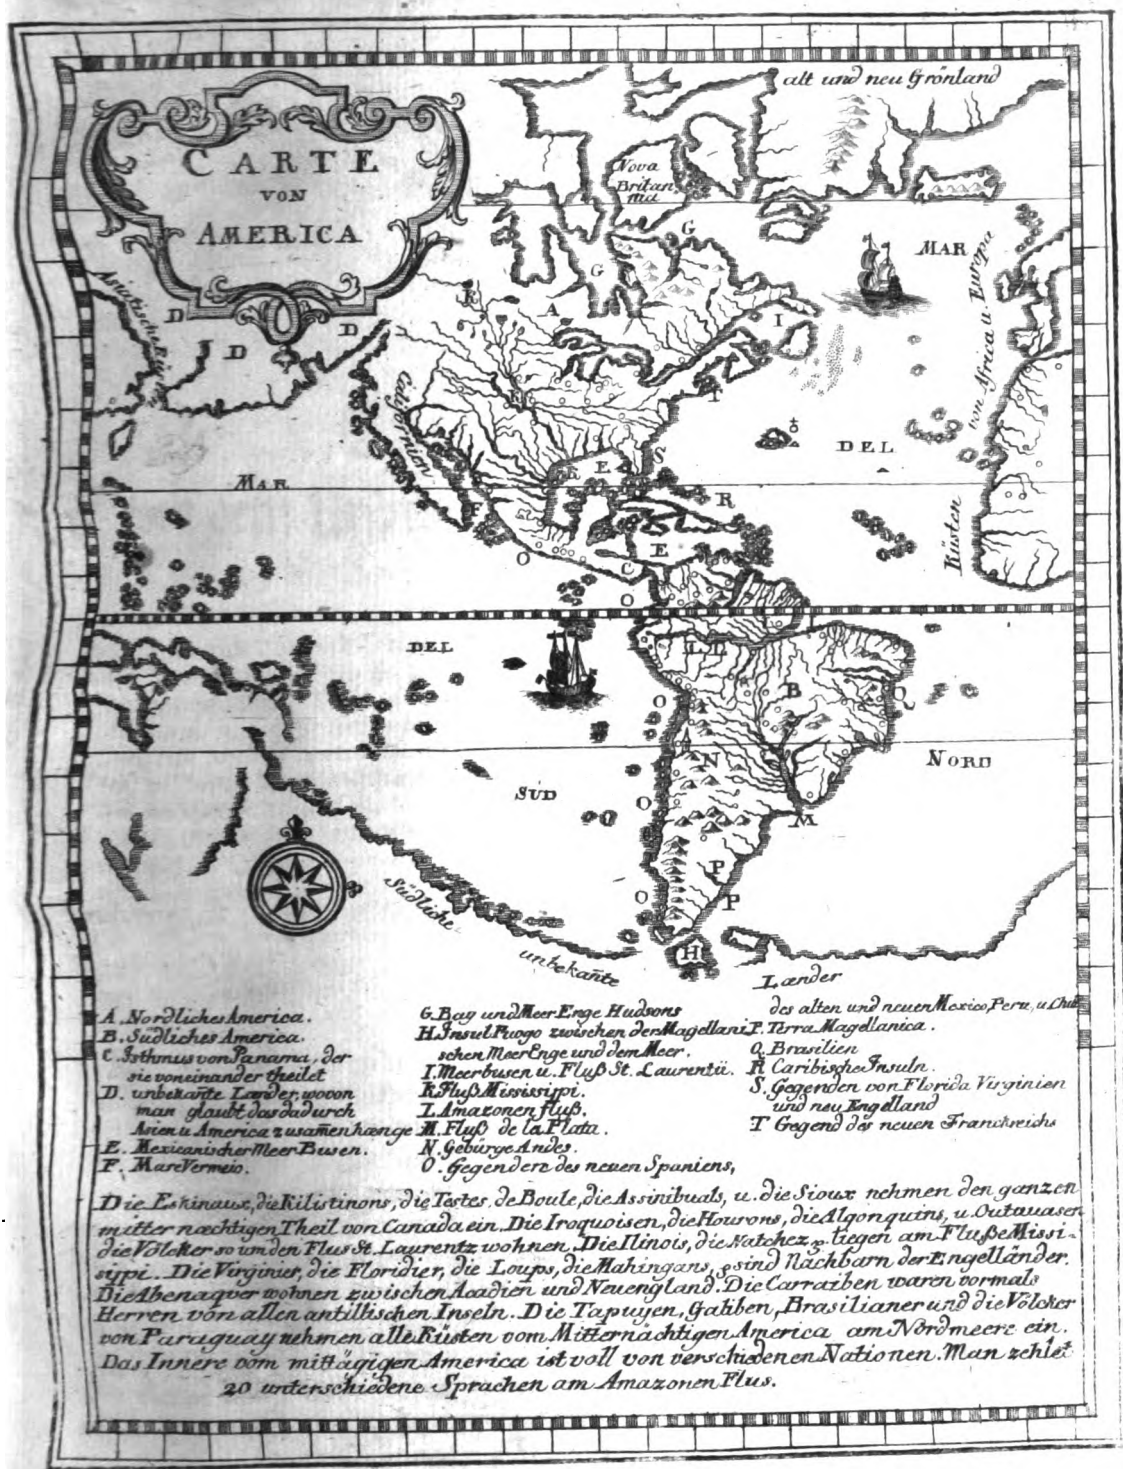 CARTE
VON
AMERICA
alt und neu Grönland
Nova
Britan
nia
G
G
MAR
von Africa u. Europa
Küsten
Asiatische
D
D
D
K
A
I
T
Californien
K
DEL
S
E
MAR
R
F
E
O
C
O
DEL
L L
B
Q
O
A
N
NORD
SÜD
O
M
P
P
O
Südliche
unbekañte
Lænder
H
A. Nordliches America.
B. Südliches America.
C. Isthmus von Panama, der
sie voneinander theilet
D. unbekante Lænder, wovon
man glaubt das dadurch
Asien u America zusam̃en hænge
E. Mexicanischer Meer Busen.
F. Mare Vermeio.
G. Bay und Meer Enge Hudsons
H. Insul Fuogo zwischen der Magellani
schen Meer Enge und dem Meer.
I. Meerbusen u. Fluß St. Laurentii.
K. Fluß Mississippi.
L. Amazonen fluß.
M. Fluß de la Plata.
N. Gebürge Andes.
O. Gegenden des neuen Spaniens,
des alten und neuen Mexico, Peru, u. Chili
P. Terra Magellanica.
Q. Brasilien
R Caribische Insuln.
S. Gegenden von Florida Virginien
und neu Engelland
T Gegend des neuen Franckreichs
Die Eskinaux, die Kilistinons, die Testes de Boule, die Assinibuals, u. die Sioux nehmen den ganzen
mitternæchtigen Theil von Canada ein. Die Iroquoisen, die Hourons, die Algonquins, u. Outauaser
die Völcker so um den Flus St. Laurentz wohnen. Die Ilinois, die Natchez liegen am Fluße Missi-
sippi. Die Virginier, die Floridier, die Loups, die Mahingans, sind Nachbarn der Engelländer.
Die Abenaquer wohnen zwischen Acadien und Neuengland. Die Carraiben waren vormals
Herren von allen antillischen Inseln. Die Tapuyen, Galiben, Brasilianer und die Völcker
von Paraguay nehmen alle Küsten vom Mitternächtigen America am Nordmeere ein.
Das Innere vom mittägigen America ist voll von verschiedenen Nationen. Man zehlet
20 unterschiedene Sprachen am Amazonen Flus.